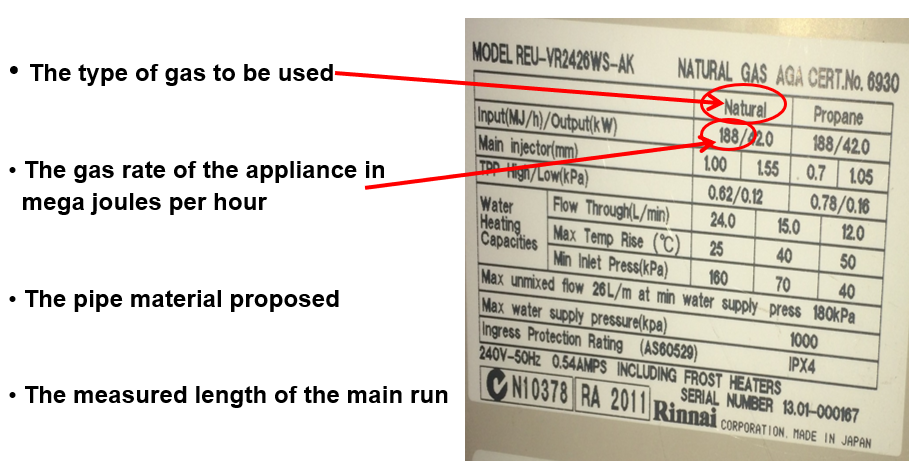 • The type of gas to be used
• The gas rate of the appliance in
mega joules per hour
• The pipe material proposed
• The measured length of the main run
MODEL REU-VR2426WS-AK NATURAL GAS AGA CERT.No. 6930
Natural Propane
Input(MJ/h)/Output(kW) 188/42.0 188/42.0
Main injector(mm) 1.00 1.55 0.7 1.05
TPP High/Low(kPa) 0.62/0.12 0.78/0.16
Water Heating Capacities
Flow Through(L/min) 24.0 15.0 12.0
Max Temp Rise (°C) 25 40 50
Min Inlet Press(kPa) 160 70 40
Max unmixed flow 26L/m at min water supply press 180kPa
Max water supply pressure(kpa) 1000
Ingress Protection Rating (AS60529) IPX4
240V-50Hz 0.54AMPS INCLUDING FROST HEATERS
N10378 RA 2011 SERIAL NUMBER 13.01-000167
Rinnai CORPORATION. MADE IN JAPAN